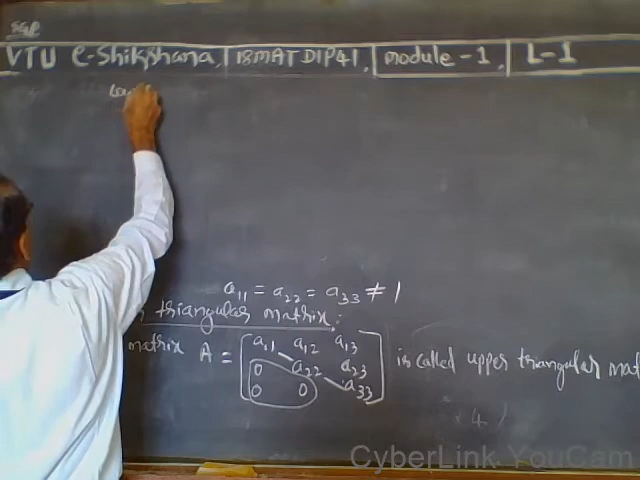 VTU e-Shikshana, 18MATDIP41, module-1, L-1
a11 = a22 = a33 ≠ 1
triangular matrix:
matrix A = [a11 a12 a13 is called upper triangular mat
0 a22 a23
0 0 a33]
CyberLink YouCam